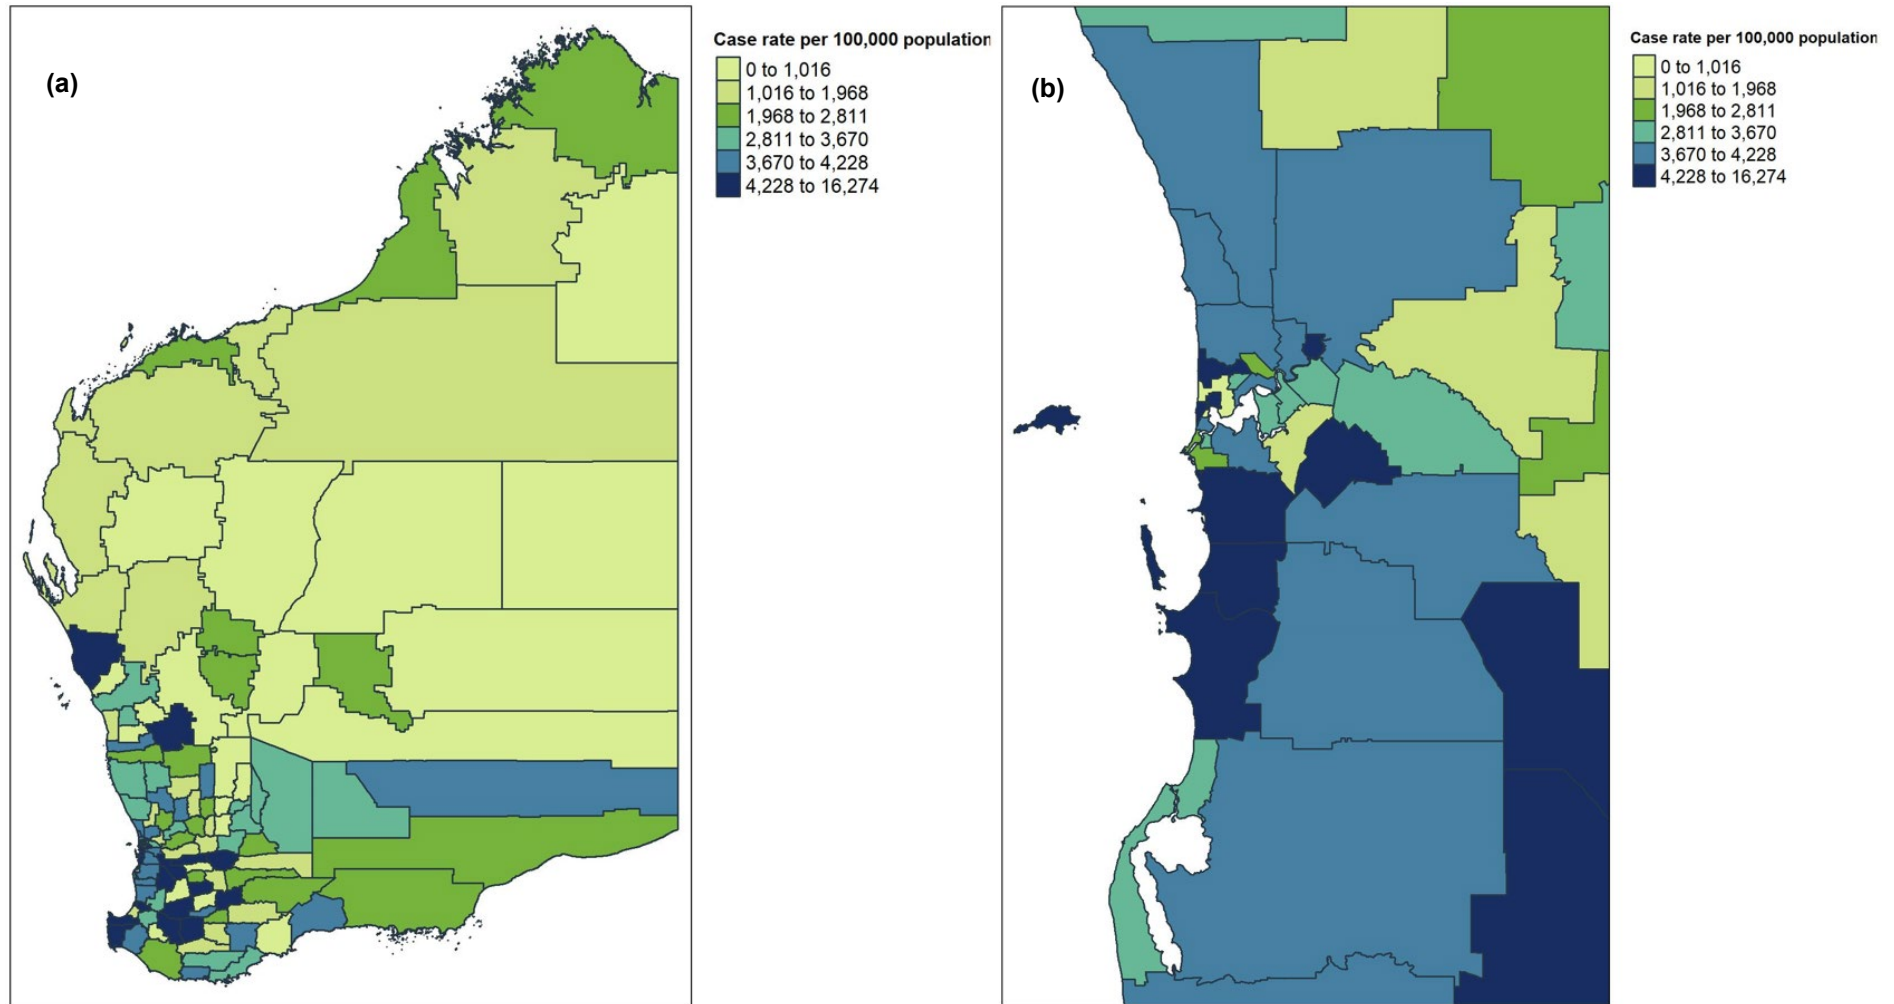 (a)
Case rate per 100,000 population
0 to 1,016
1,016 to 1,968
1,968 to 2,811
2,811 to 3,670
3,670 to 4,228
4,228 to 16,274
(b)
Case rate per 100,000 population
0 to 1,016
1,016 to 1,968
1,968 to 2,811
2,811 to 3,670
3,670 to 4,228
4,228 to 16,274